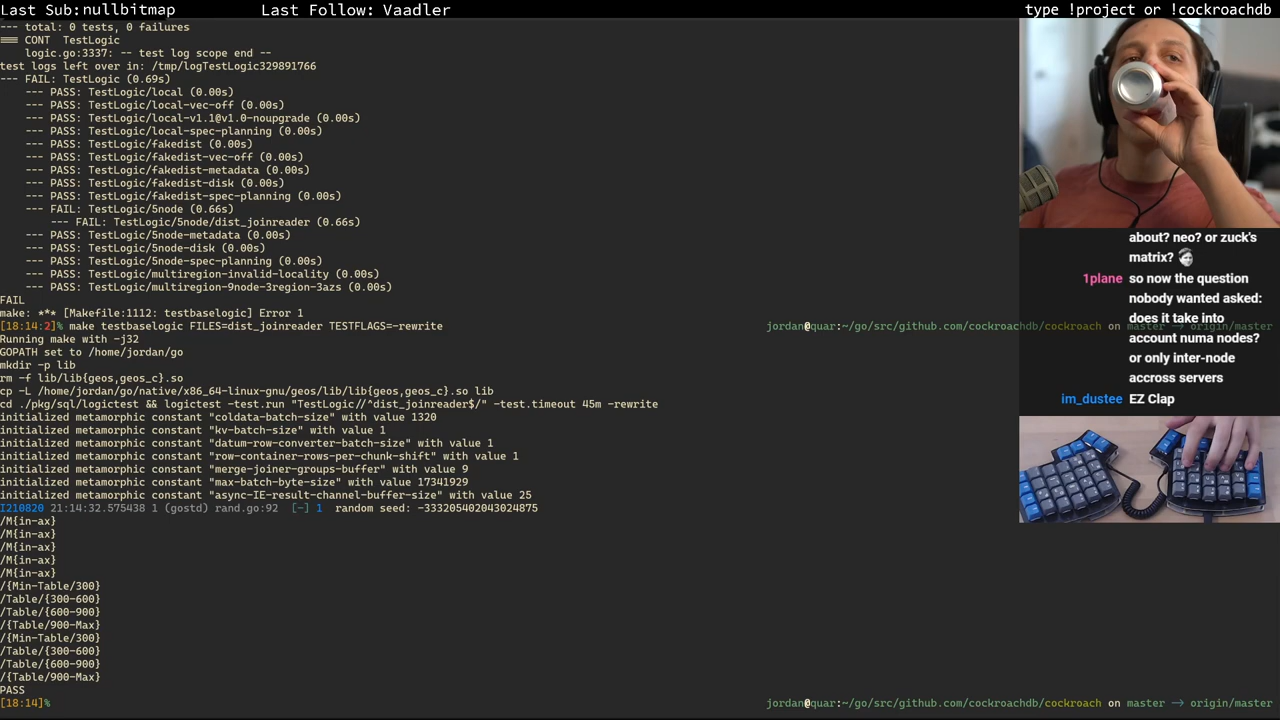 Last Sub: nullbitmap
Last Follow: Vaadler
type !project or !cockroachdb
--- total: 0 tests, 0 failures
=== CONT  TestLogic
    logic.go:3337: -- test log scope end --
test logs left over in: /tmp/logTestLogic329891766
--- FAIL: TestLogic (0.69s)
    --- PASS: TestLogic/local (0.00s)
    --- PASS: TestLogic/local-vec-off (0.00s)
    --- PASS: TestLogic/local-v1.1@v1.0-noupgrade (0.00s)
    --- PASS: TestLogic/local-spec-planning (0.00s)
    --- PASS: TestLogic/fakedist (0.00s)
    --- PASS: TestLogic/fakedist-vec-off (0.00s)
    --- PASS: TestLogic/fakedist-metadata (0.00s)
    --- PASS: TestLogic/fakedist-disk (0.00s)
    --- PASS: TestLogic/fakedist-spec-planning (0.00s)
    --- FAIL: TestLogic/5node (0.66s)
        --- FAIL: TestLogic/5node/dist_joinreader (0.66s)
    --- PASS: TestLogic/5node-metadata (0.00s)
    --- PASS: TestLogic/5node-disk (0.00s)
    --- PASS: TestLogic/5node-spec-planning (0.00s)
    --- PASS: TestLogic/multiregion-invalid-locality (0.00s)
    --- PASS: TestLogic/multiregion-9node-3region-3azs (0.00s)
FAIL
make: *** [Makefile:1112: testbaselogic] Error 1
[18:14:2]% make testbaselogic FILES=dist_joinreader TESTFLAGS=-rewrite
jordan@quar:~/go/src/github.com/cockroachdb/cockroach on master → origin/master
Running make with -j32
GOPATH set to /home/jordan/go
mkdir -p lib
rm -f lib/lib{geos,geos_c}.so
cp -L /home/jordan/go/native/x86_64-linux-gnu/geos/lib/lib{geos,geos_c}.so lib
cd ./pkg/sql/logictest && logictest -test.run "TestLogic//^dist_joinreader$/" -test.timeout 45m -rewrite
initialized metamorphic constant "coldata-batch-size" with value 1320
initialized metamorphic constant "kv-batch-size" with value 1
initialized metamorphic constant "datum-row-converter-batch-size" with value 1
initialized metamorphic constant "row-container-rows-per-chunk-shift" with value 1
initialized metamorphic constant "merge-joiner-groups-buffer" with value 9
initialized metamorphic constant "max-batch-byte-size" with value 17341929
initialized metamorphic constant "async-IE-result-channel-buffer-size" with value 25
I210820 21:14:32.575438 1 (gostd) rand.go:92  [-] 1  random seed: -333205402043024875
/M{in-ax}
/M{in-ax}
/M{in-ax}
/M{in-ax}
/M{in-ax}
/{Min-Table/300}
/Table/{300-600}
/Table/{600-900}
/{Table/900-Max}
/{Min-Table/300}
/Table/{300-600}
/Table/{600-900}
/{Table/900-Max}
PASS
[18:14]%
jordan@quar:~/go/src/github.com/cockroachdb/cockroach on master → origin/master
about? neo? or zuck's
matrix?
1plane so now the question
nobody wanted asked:
does it take into
account numa nodes?
or only inter-node
accross servers
im_dustee EZ Clap